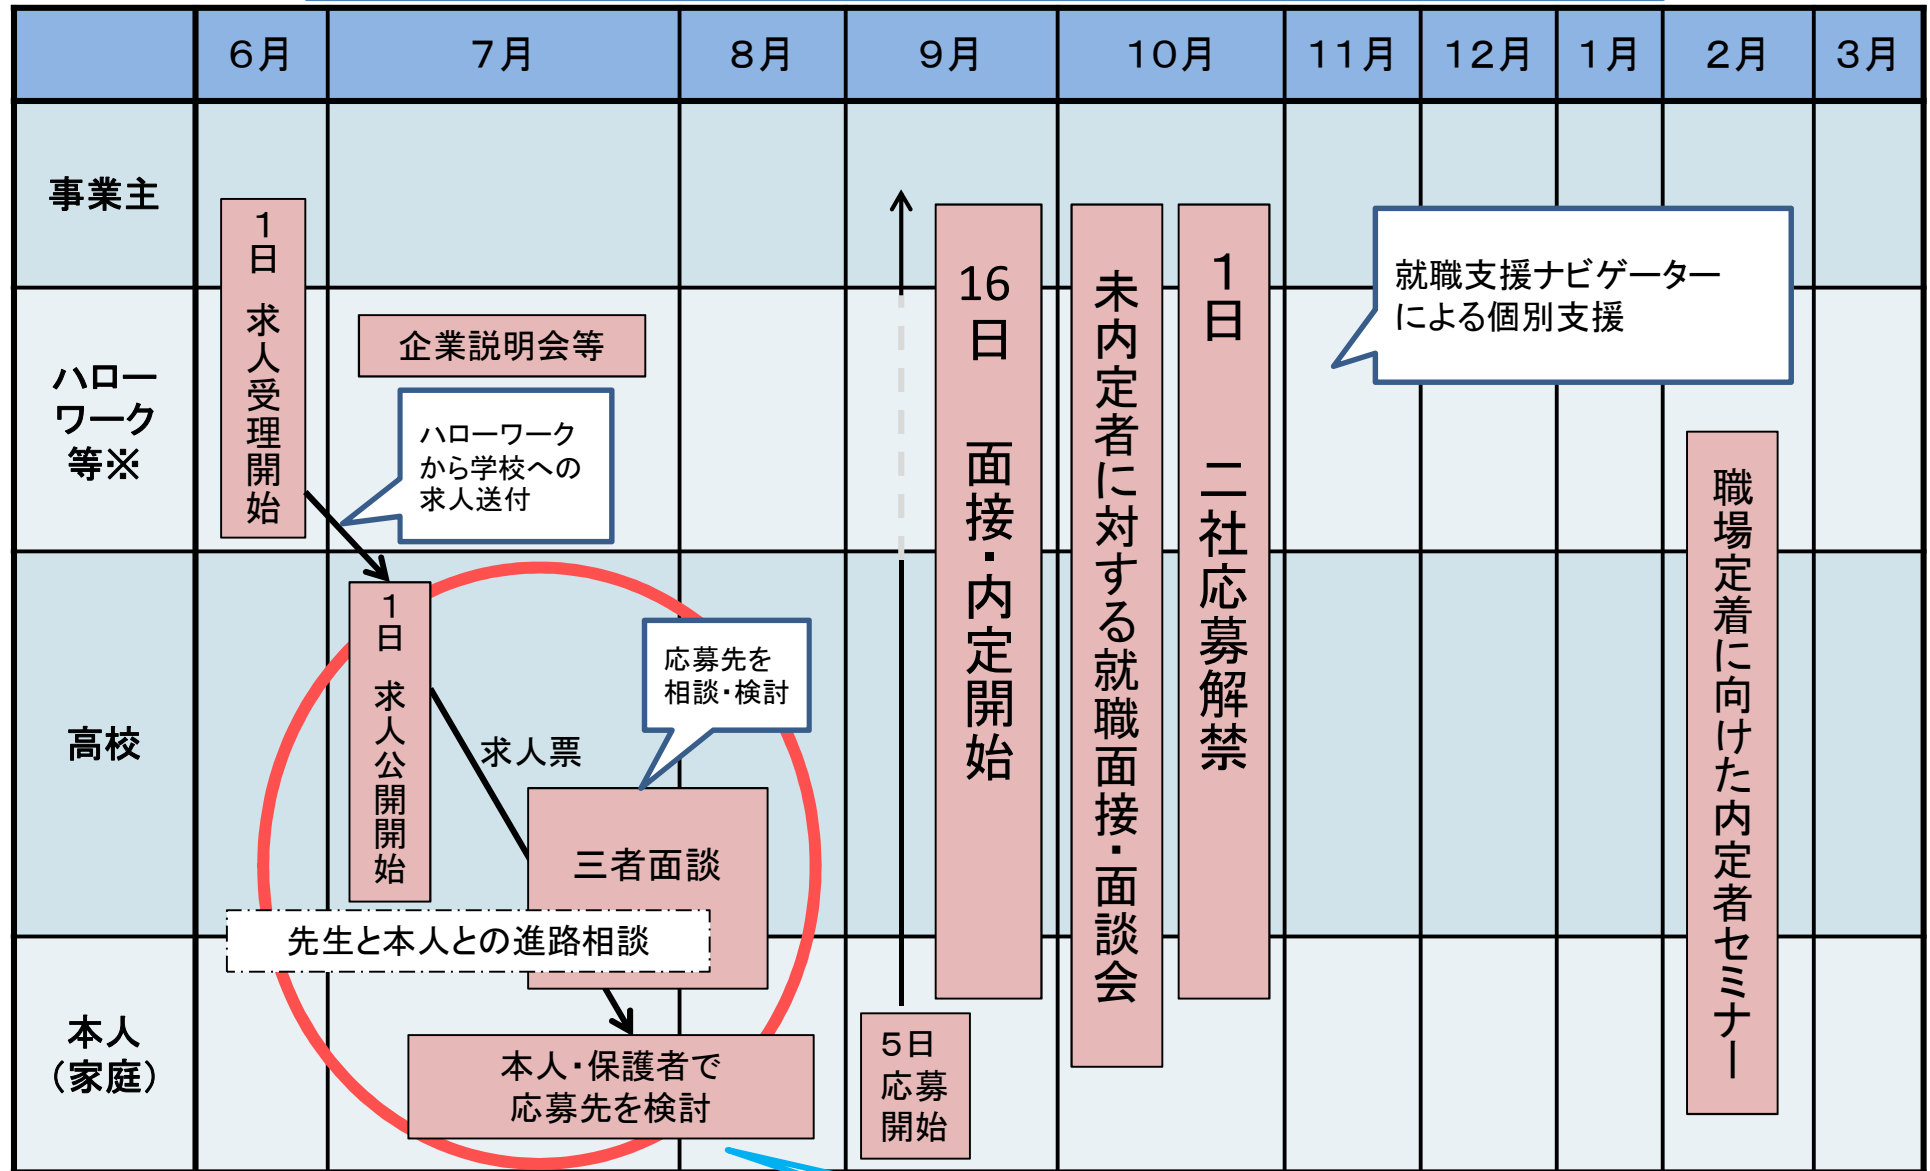 6月 7月 8月 9月 10月 11月 12月 1月 2月 3月
事業主
ハロー
ワーク
等※
高校
本人
（家庭）
1日 求人受理開始
企業説明会等
ハローワーク
から学校への
求人送付
1日 求人公開開始
求人票
応募先を
相談・検討
三者面談
先生と本人との進路相談
本人・保護者で
応募先を検討
5日
応募
開始
16日 面接・内定開始
未内定者に対する就職面接・面談会
1日 二社応募解禁
就職支援ナビゲーター
による個別支援
職場定着に向けた内定者セミナー